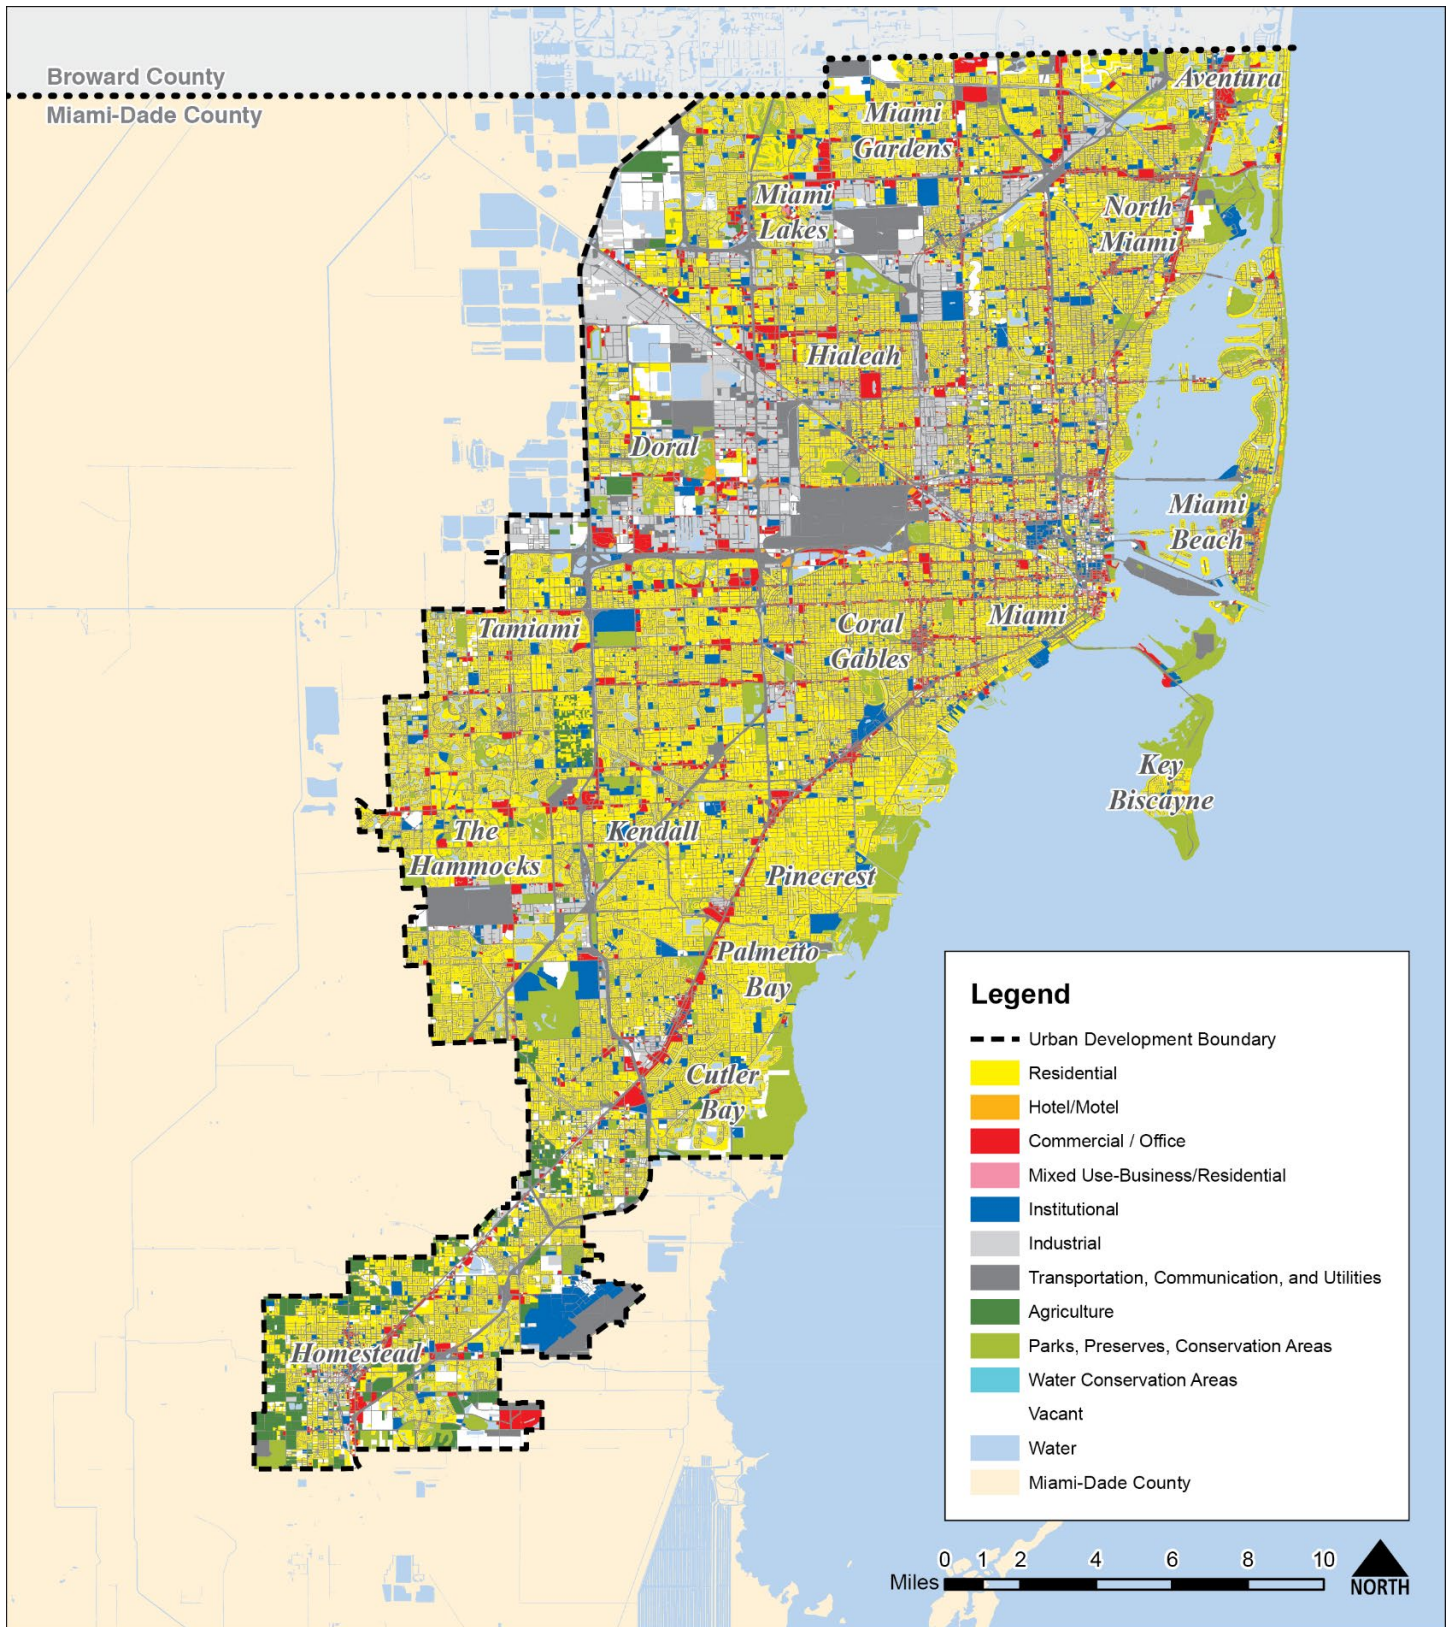 Broward County
Miami-Dade County
Aventura
Miami
Gardens
Miami
Lakes
North
Miami
Hialeah
Doral
Miami
Beach
Tamiami
Coral
Gables
Miami
Key
Biscayne
The
Hammocks
Kendall
Pinecrest
Palmetto
Bay
Cutler
Bay
Homestead
Legend
Urban Development Boundary
Residential
Hotel/Motel
Commercial / Office
Mixed Use-Business/Residential
Institutional
Industrial
Transportation, Communication, and Utilities
Agriculture
Parks, Preserves, Conservation Areas
Water Conservation Areas
Vacant
Water
Miami-Dade County
0 1 2 4 6 8 10
Miles
NORTH